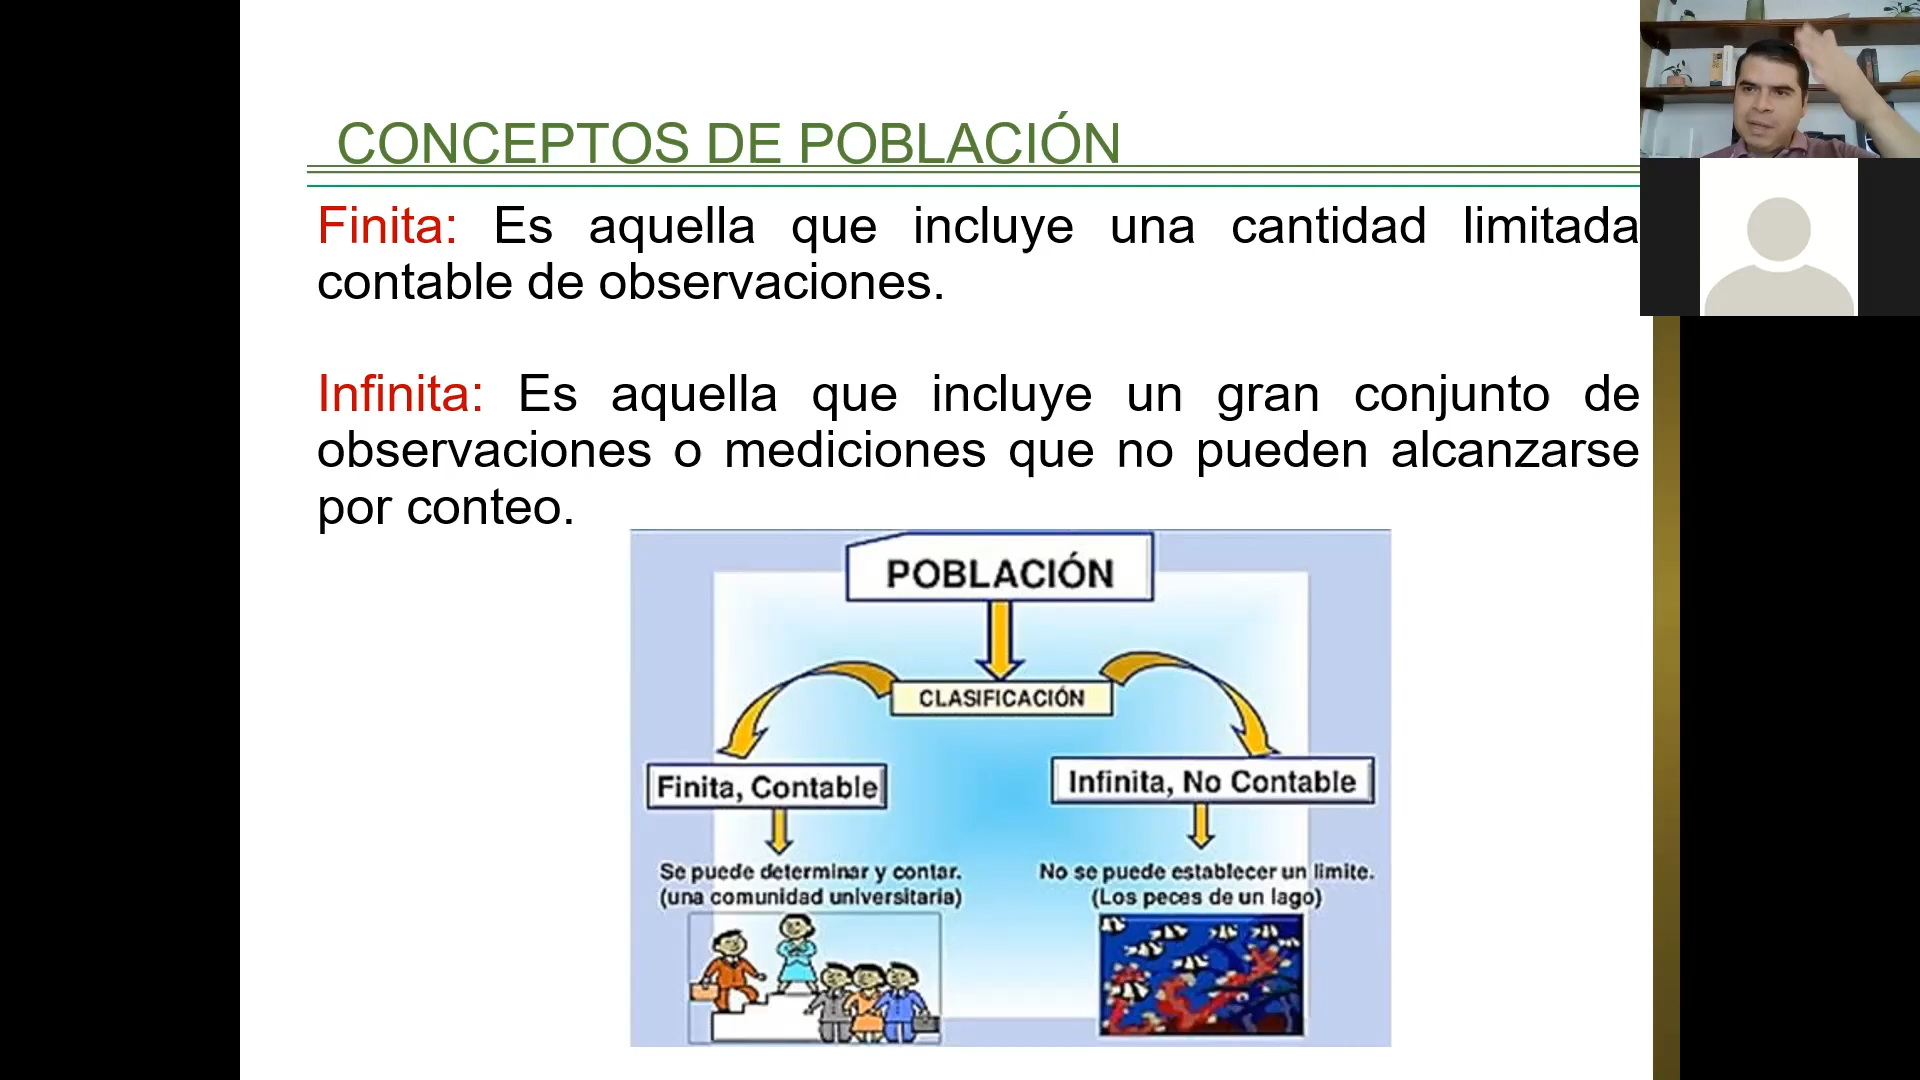 CONCEPTOS DE POBLACIÓN
Finita: Es aquella que incluye una cantidad limitada
contable de observaciones.
Infinita: Es aquella que incluye un gran conjunto de
observaciones o mediciones que no pueden alcanzarse
por conteo.
POBLACIÓN
CLASIFICACIÓN
Finita, Contable
Infinita, No Contable
Se puede determinar y contar.
(una comunidad universitaria)
No se puede establecer un limite.
(Los peces de un lago)